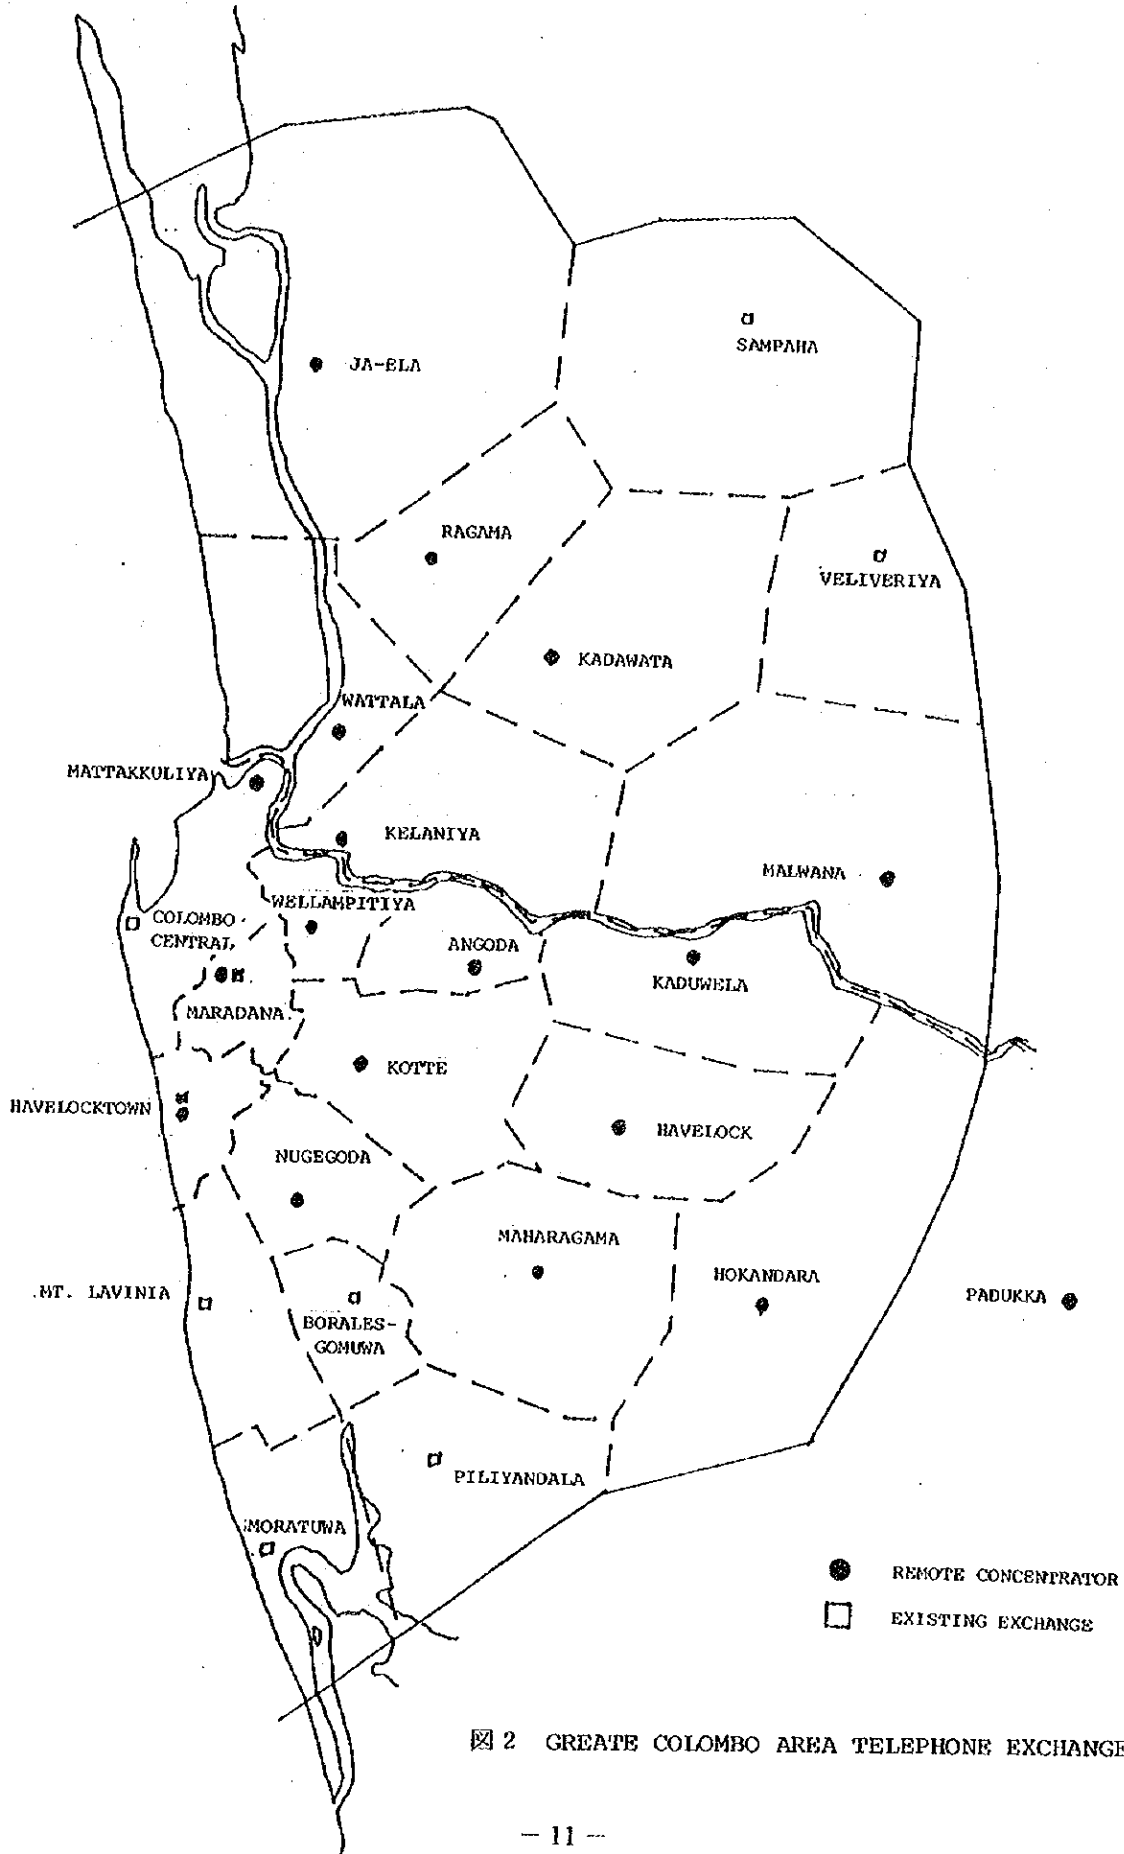 JA-ELA
SAMPAHA
RAGAMA
VELIVERIYA
KADAWATA
WATTALA
MATTAKKULIYA
KELANIYA
MALWANA
WELLAMPITIYA
COLOMBO
CENTRAL
ANGODA
KADUWELA
MARADANA
KOTTE
HAVELOCKTOWN
HAVELOCK
NUGEGODA
MAHARAGAMA
HOKANDARA
MT. LAVINIA
PADUKKA
BORALES-
GOMUWA
PILIYANDALA
MORATUWA
REMOTE CONCENTRATOR
EXISTING EXCHANGE
図2 GREATE COLOMBO AREA TELEPHONE EXCHANGE
- 11 -